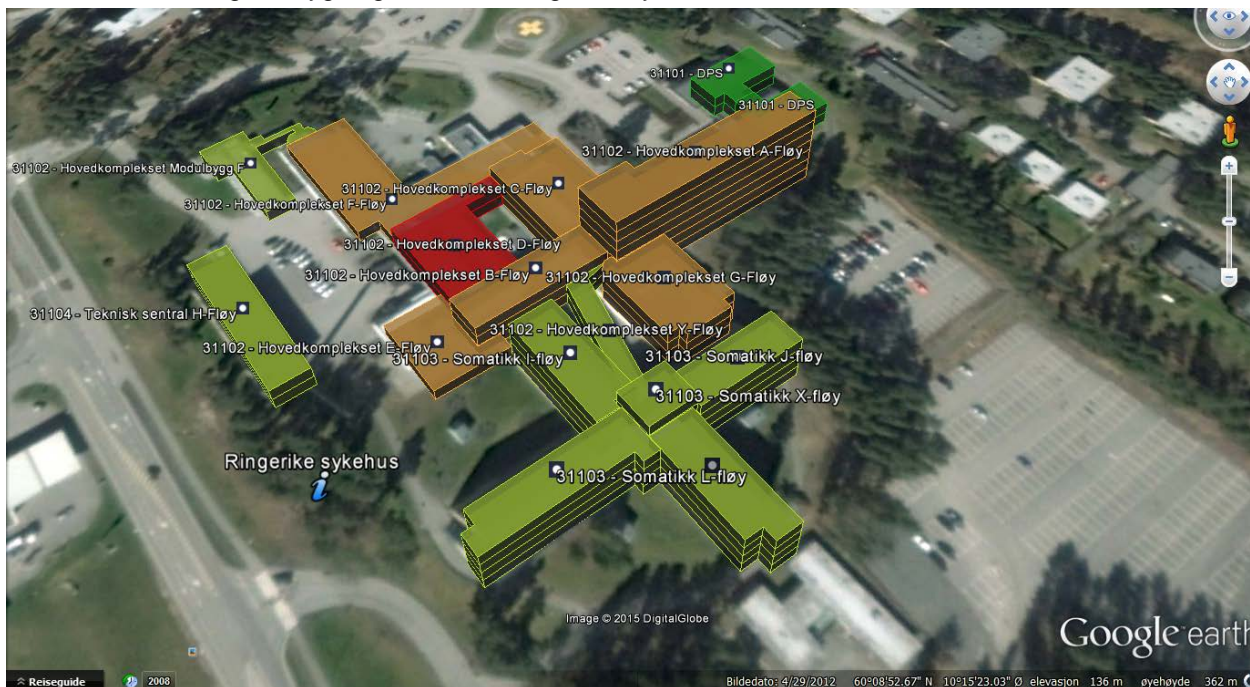 31101 - DPS
31101 - DPS
31102 - Hovedkomplekset A-Fløy
31102 - Hovedkomplekset Modulbygg F
31102 - Hovedkomplekset C-Fløy
31102 - Hovedkomplekset F-Fløy
31102 - Hovedkomplekset D-Fløy
31102 - Hovedkomplekset B-Fløy
31102 - Hovedkomplekset G-Fløy
31104 - Teknisk sentral H-Fløy
31102 - Hovedkomplekset Y-Fløy
31102 - Hovedkomplekset E-Fløy
31103 - Somatikk I-fløy
31103 - Somatikk J-fløy
31103 - Somatikk X-fløy
Ringerike sykehus
31103 - Somatikk L-fløy
Image © 2015 DigitalGlobe
Google earth
Reiseguide
2008
Bildedato: 4/29/2012 60°08'52.67" N 10°15'23.03" Ø elevasjon 136 m øyehøyde 362 m